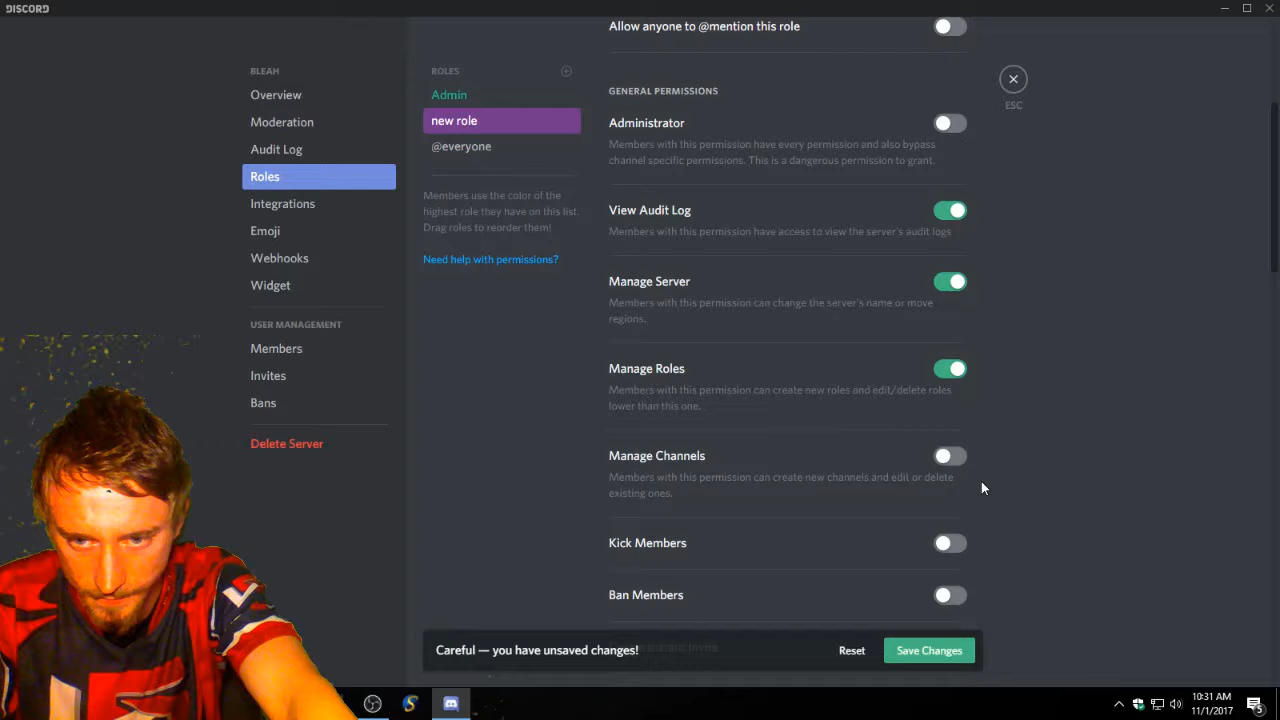 DISCORD
BLEAH
Overview
Moderation
Audit Log
Roles
Integrations
Emoji
Webhooks
Widget
USER MANAGEMENT
Members
Invites
Bans
Delete Server
ROLES
Admin
new role
@everyone
Members use the color of the
highest role they have on this list.
Drag roles to reorder them!
Need help with permissions?
Allow anyone to @mention this role
GENERAL PERMISSIONS
Administrator
Members with this permission have every permission and also bypass
channel specific permissions. This is a dangerous permission to grant.
View Audit Log
Members with this permission have access to view the server's audit logs
Manage Server
Members with this permission can change the server's name or move
regions.
Manage Roles
Members with this permission can create new roles and edit/delete roles
lower than this one.
Manage Channels
Members with this permission can create new channels and edit or delete
existing ones.
Kick Members
Ban Members
Careful — you have unsaved changes!
Reset
Save Changes
ESC
10:31 AM
11/1/2017
5